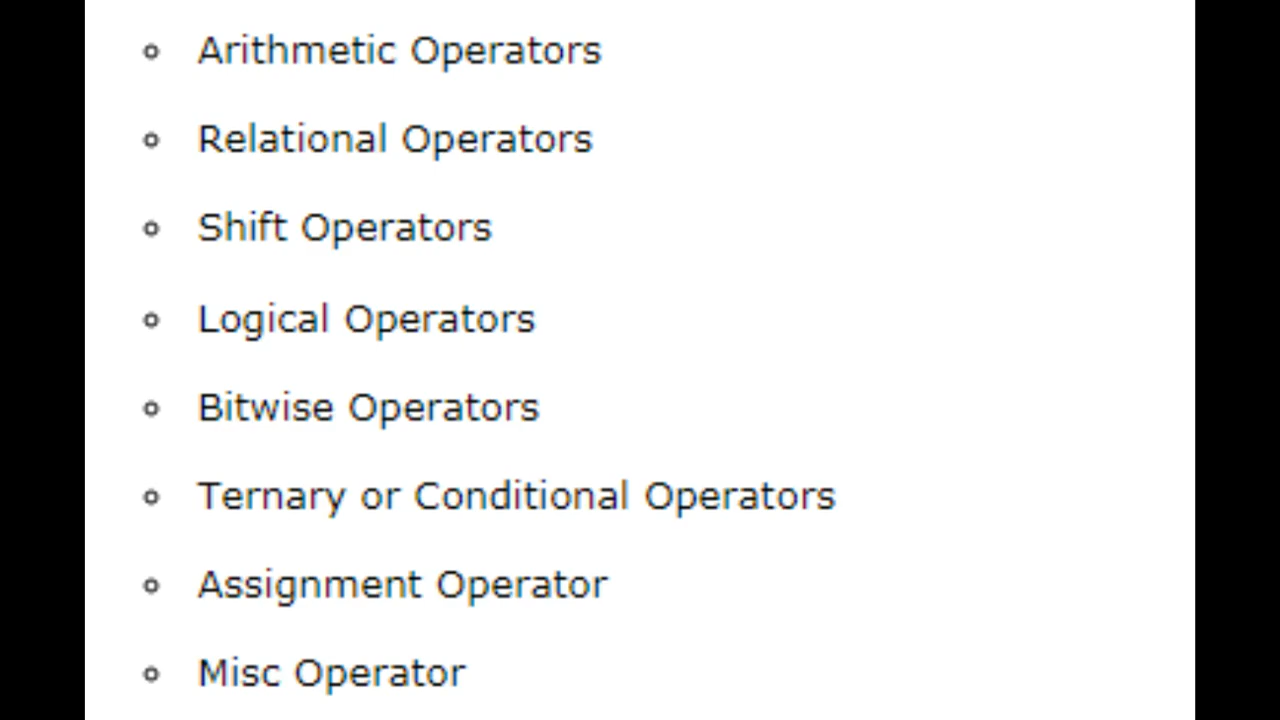 Arithmetic Operators
Relational Operators
Shift Operators
Logical Operators
Bitwise Operators
Ternary or Conditional Operators
Assignment Operator
Misc Operator